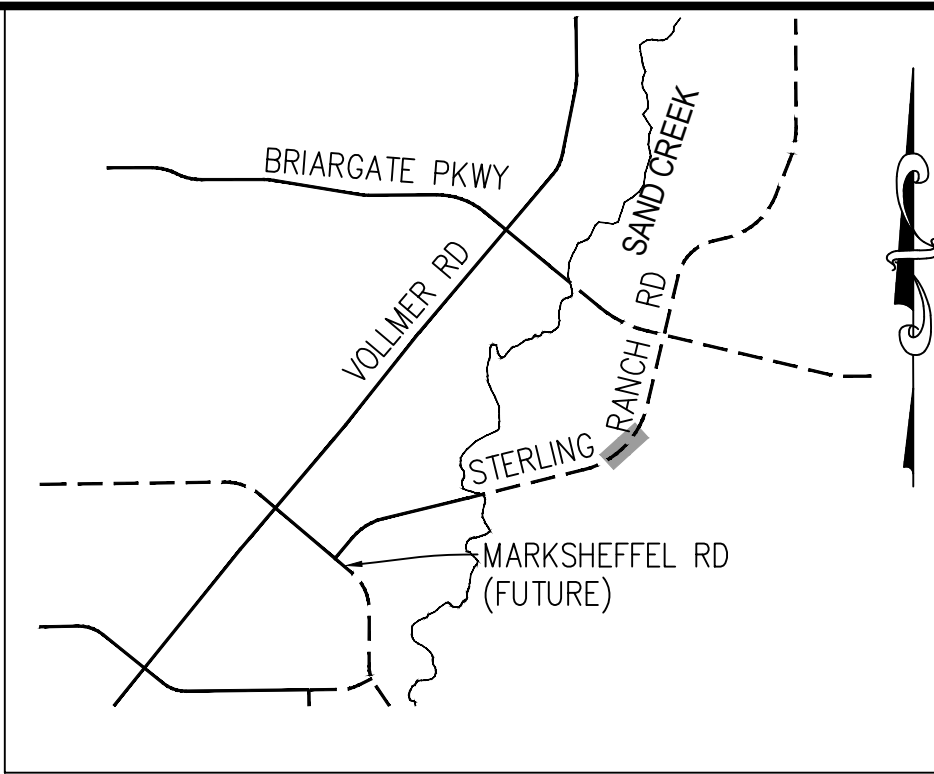 BRIARGATE PKWY
SAND CREEK
VOLLMER RD
STERLING RANCH RD
MARKSHEFFEL RD
(FUTURE)